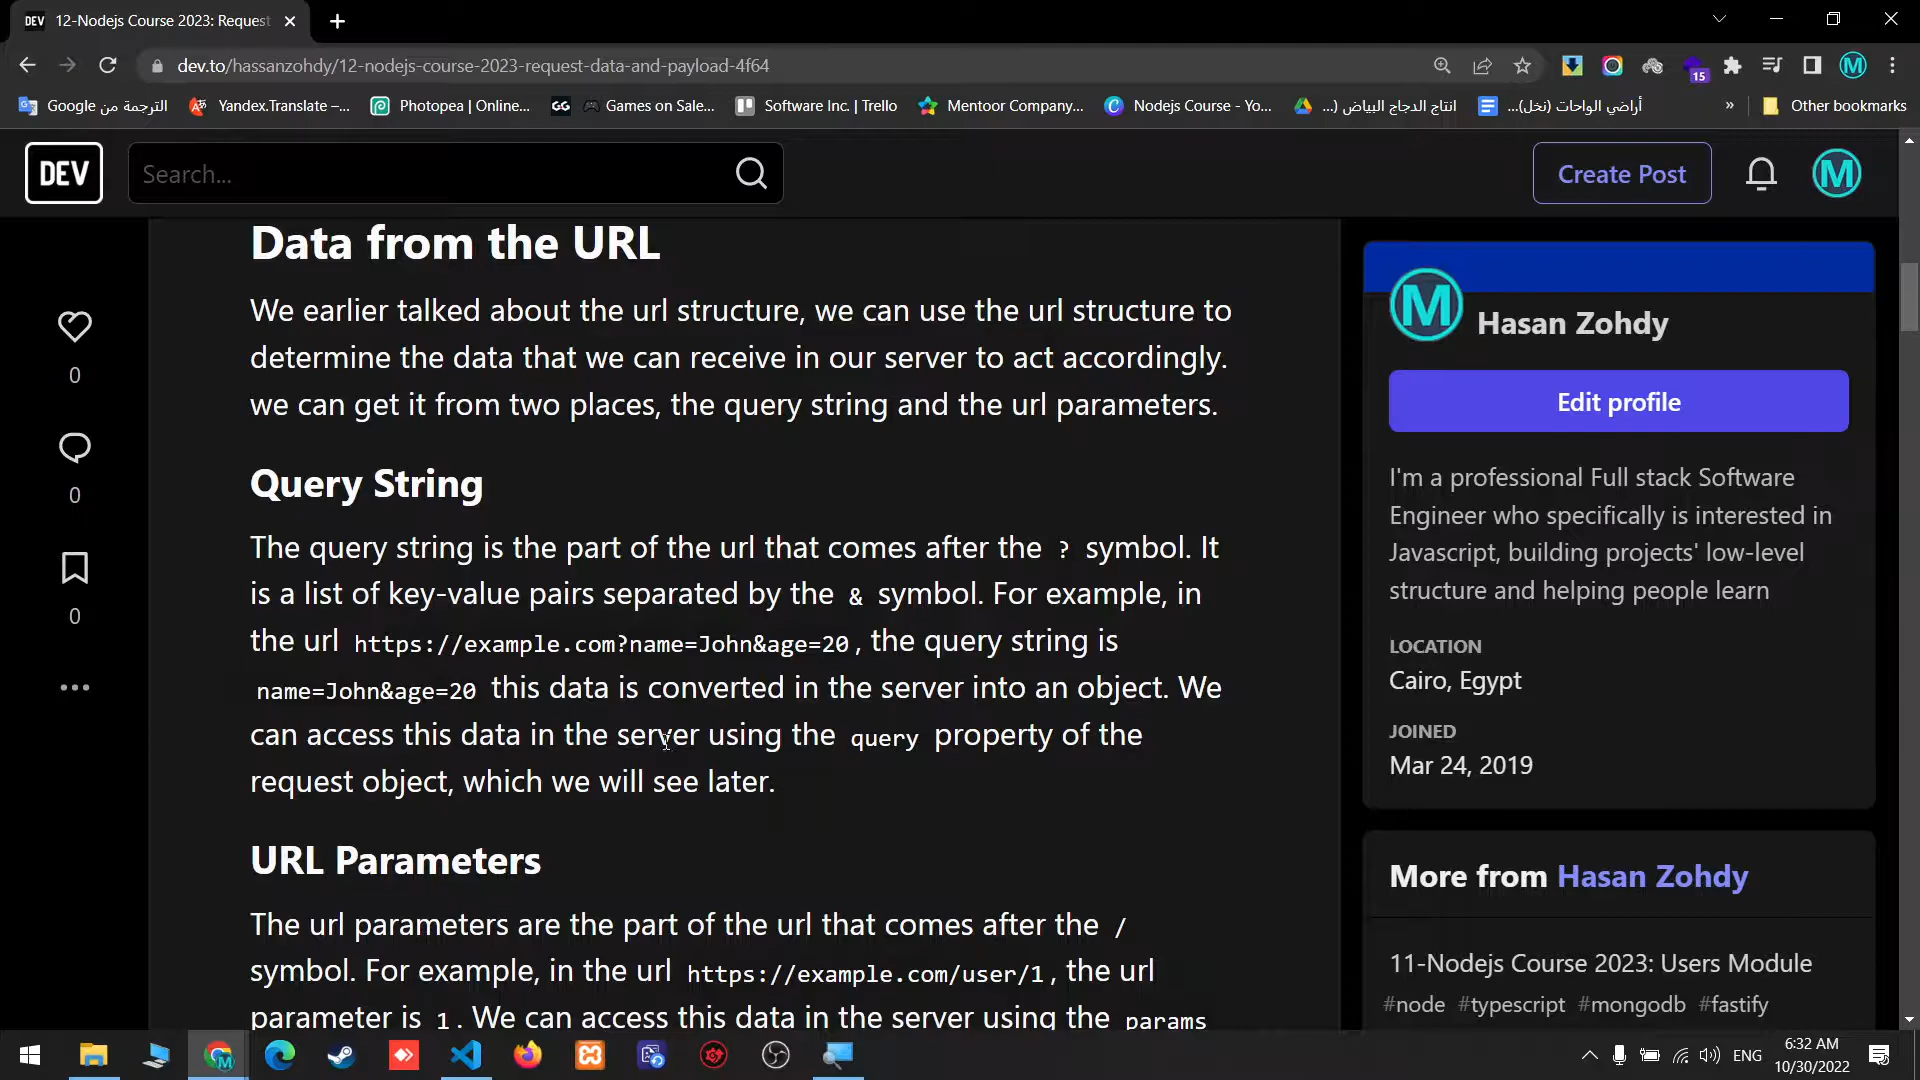 DEV 12-Nodejs Course 2023: Request
dev.to/hassanzohdy/12-nodejs-course-2023-request-data-and-payload-4f64
15
M
الترجمة من Google
Yandex.Translate –...
Photopea | Online...
GG
Games on Sale...
Software Inc. | Trello
Mentoor Company...
Nodejs Course - Yo...
انتاج الدجاج البياض (...
أراضي الواحات (نخل)...
»
Other bookmarks
DEV
Search...
Create Post
M
Data from the URL
We earlier talked about the url structure, we can use the url structure to
determine the data that we can receive in our server to act accordingly.
we can get it from two places, the query string and the url parameters.
Query String
The query string is the part of the url that comes after the ? symbol. It
is a list of key-value pairs separated by the & symbol. For example, in
the url https://example.com?name=John&age=20, the query string is
name=John&age=20 this data is converted in the server into an object. We
can access this data in the server using the query property of the
request object, which we will see later.
URL Parameters
The url parameters are the part of the url that comes after the /
symbol. For example, in the url https://example.com/user/1, the url
parameter is 1. We can access this data in the server using the params
0
0
0
M
Hasan Zohdy
Edit profile
I'm a professional Full stack Software
Engineer who specifically is interested in
Javascript, building projects' low-level
structure and helping people learn
LOCATION
Cairo, Egypt
JOINED
Mar 24, 2019
More from Hasan Zohdy
11-Nodejs Course 2023: Users Module
#node #typescript #mongodb #fastify
ENG
6:32 AM
10/30/2022